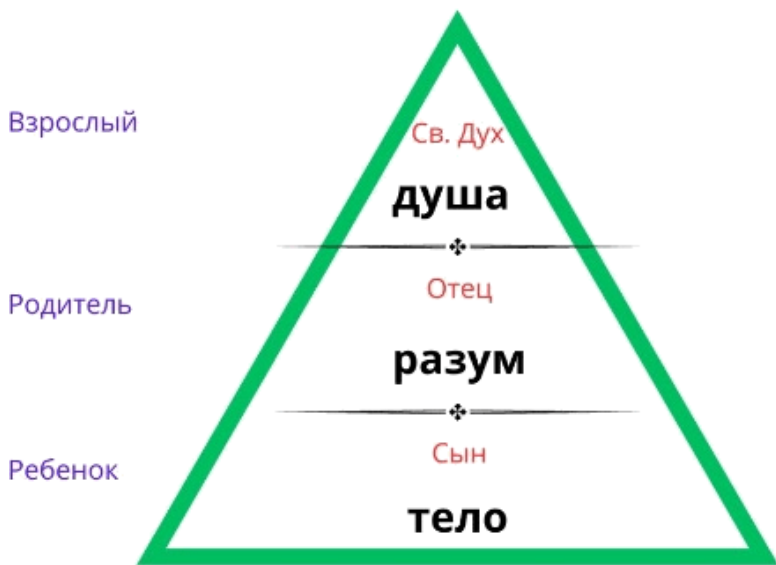 Взрослый
Св. Дух
душа
Родитель
Отец
разум
Ребенок
Сын
тело